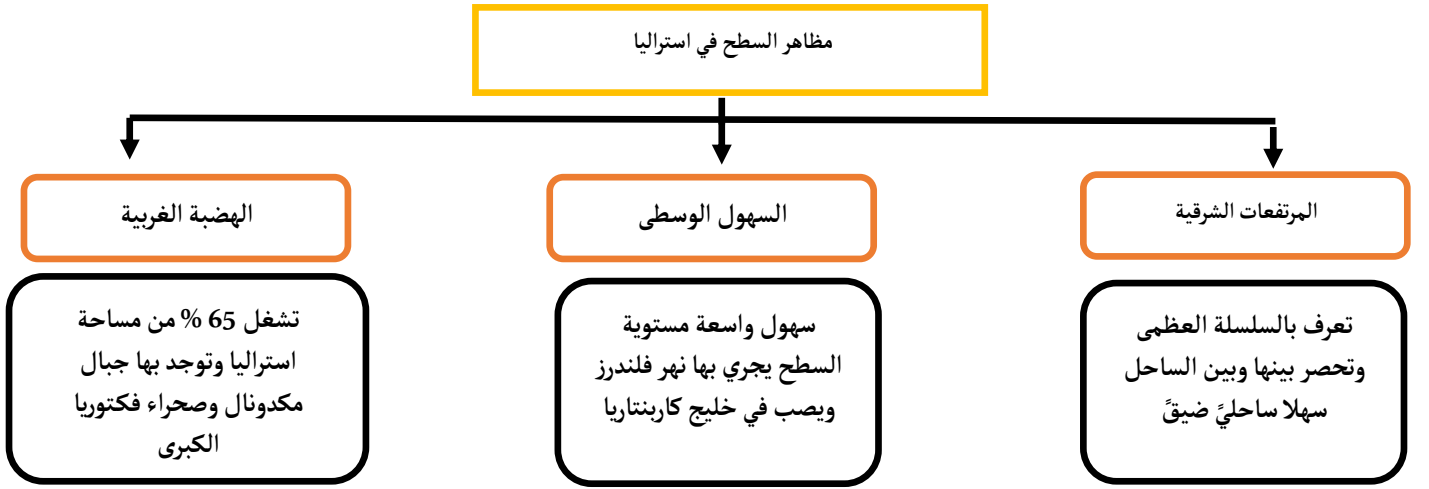 مظاهر السطح في استراليا
المرتفعات الشرقية
السهول الوسطى
الهضبة الغربية
تعرف بالسلسلة العظمى
وتحصر بينها وبين الساحل
سهلا ساحليً ضيقً
سهول واسعة مستوية
السطح يجري بها نهر فلندرز
ويصب في خليج كاربنتاريا
تشغل 65 % من مساحة
استراليا وتوجد بها جبال
مكدونال وصحراء فكتوريا
الكبرى